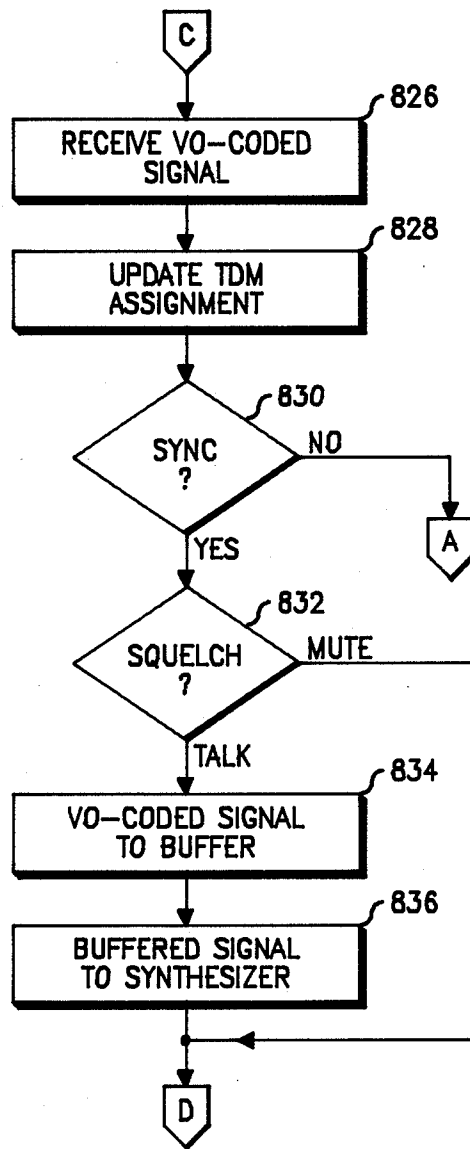 C
826
RECEIVE VO-CODED
SIGNAL
828
UPDATE TDM
ASSIGNMENT
830
SYNC
?
NO
A
YES
832
SQUELCH
?
MUTE
TALK
834
VO-CODED SIGNAL
TO BUFFER
836
BUFFERED SIGNAL
TO SYNTHESIZER
D